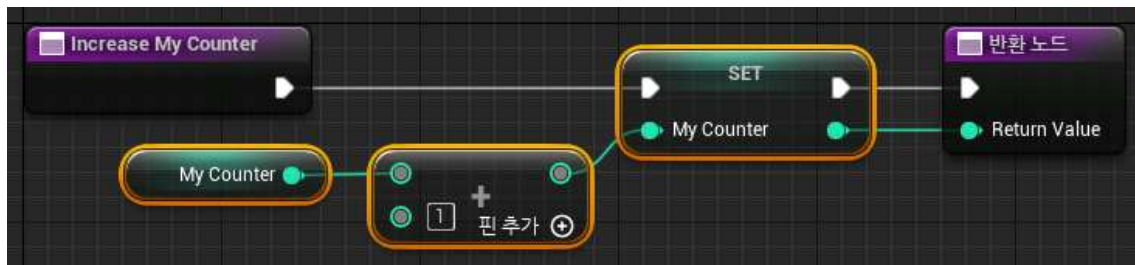 Increase My Counter
SET
반환 노드
My Counter
Return Value
My Counter
1
핀 추가